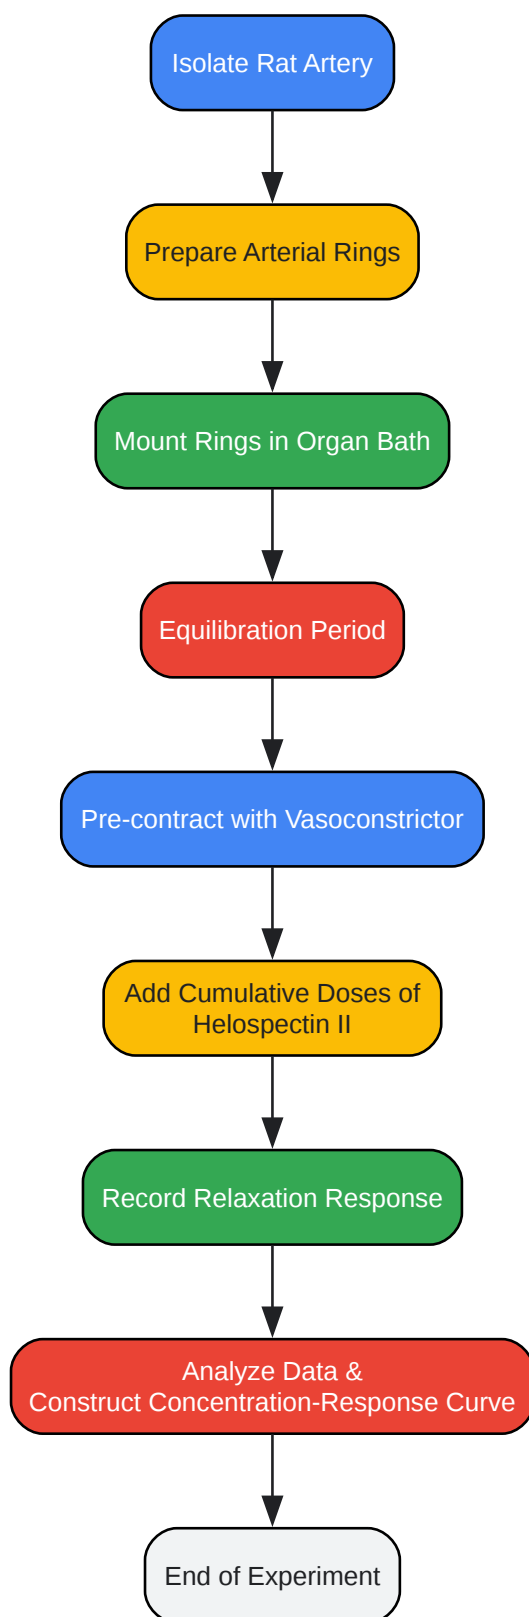 Isolate Rat Artery
Prepare Arterial Rings
Mount Rings in Organ Bath
Equilibration Period
Pre-contract with Vasoconstrictor
Add Cumulative Doses of
Helospectin II
Record Relaxation Response
Analyze Data &
Construct Concentration-Response Curve
End of Experiment